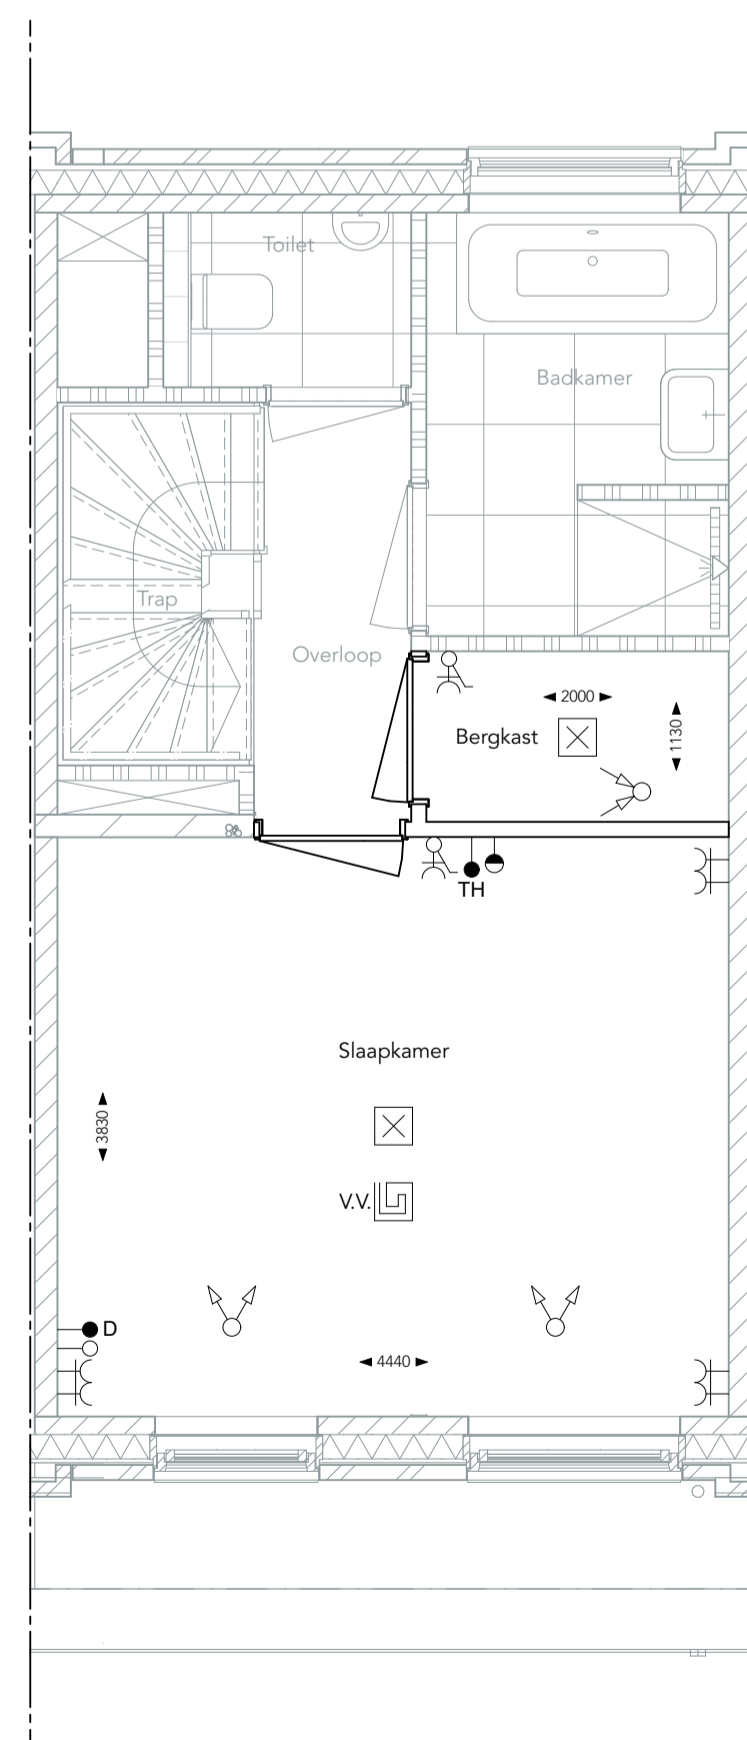 Toilet
Badkamer
Trap
Overloop
2000
Bergkast
1130
TH
Slaapkamer
3830
V.V.
D
4440